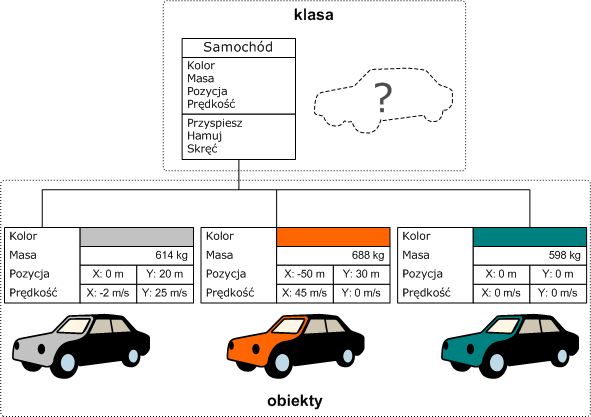 klasa
Samochód
Kolor
Masa
Pozycja
Prędkość
Przyspiesz
Hamuj
Skręć
?
Kolor
Masa 614 kg
Pozycja X: 0 m Y: 20 m
Prędkość X: -2 m/s Y: 25 m/s
Kolor
Masa 688 kg
Pozycja X: -50 m Y: 30 m
Prędkość X: 45 m/s Y: 0 m/s
Kolor
Masa 598 kg
Pozycja X: 0 m Y: 0 m
Prędkość X: 0 m/s Y: 0 m/s
obiekty